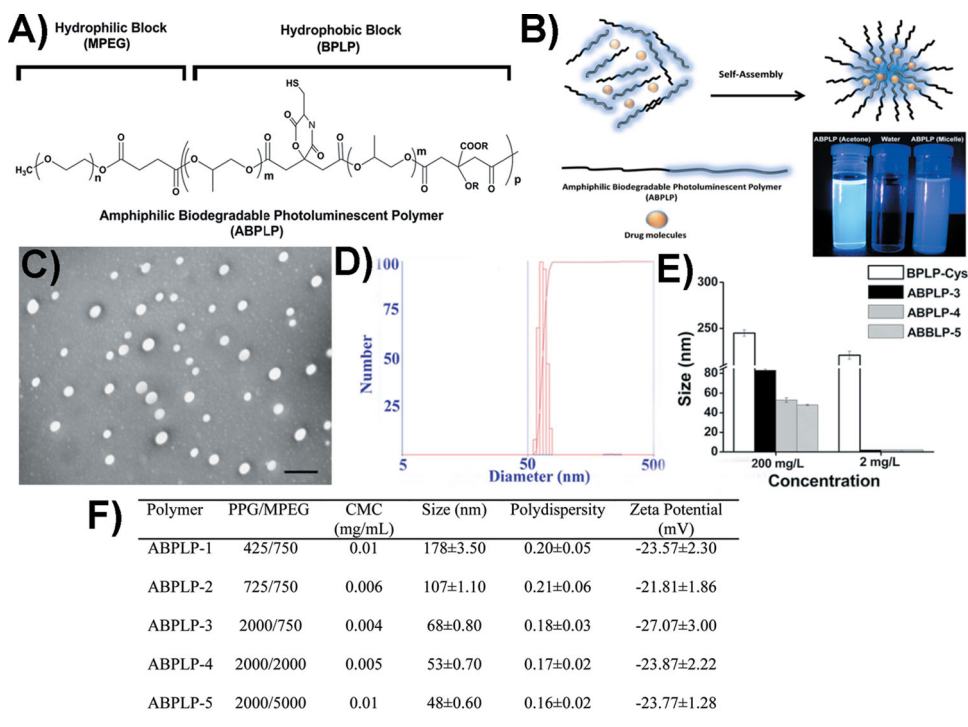 A)
Hydrophilic Block
(MPEG)
Hydrophobic Block
(BPLP)
HS
O N O
O
O O O O COOR
H₃C O n O O O m O O O m O OR p
Amphiphilic Biodegradable Photoluminescent Polymer
(ABPLP)
B)
Self-Assembly
ABPLP (Acetone) Water ABPLP (Micelle)
Amphiphilic Biodegradable Photoluminescent Polymer
(ABPLP)
Drug molecules
C)
D)
100
75
50
25
Number
5 50 500
Diameter (nm)
E)
BPLP-Cys
ABPLP-3
ABPLP-4
ABBLP-5
300
250
200
80
60
40
20
0
Size (nm)
200 mg/L 2 mg/L
Concentration
F)
Polymer PPG/MPEG CMC Size (nm) Polydispersity Zeta Potential
(mg/mL) (mV)
ABPLP-1 425/750 0.01 178±3.50 0.20±0.05 -23.57±2.30
ABPLP-2 725/750 0.006 107±1.10 0.21±0.06 -21.81±1.86
ABPLP-3 2000/750 0.004 68±0.80 0.18±0.03 -27.07±3.00
ABPLP-4 2000/2000 0.005 53±0.70 0.17±0.02 -23.87±2.22
ABPLP-5 2000/5000 0.01 48±0.60 0.16±0.02 -23.77±1.28